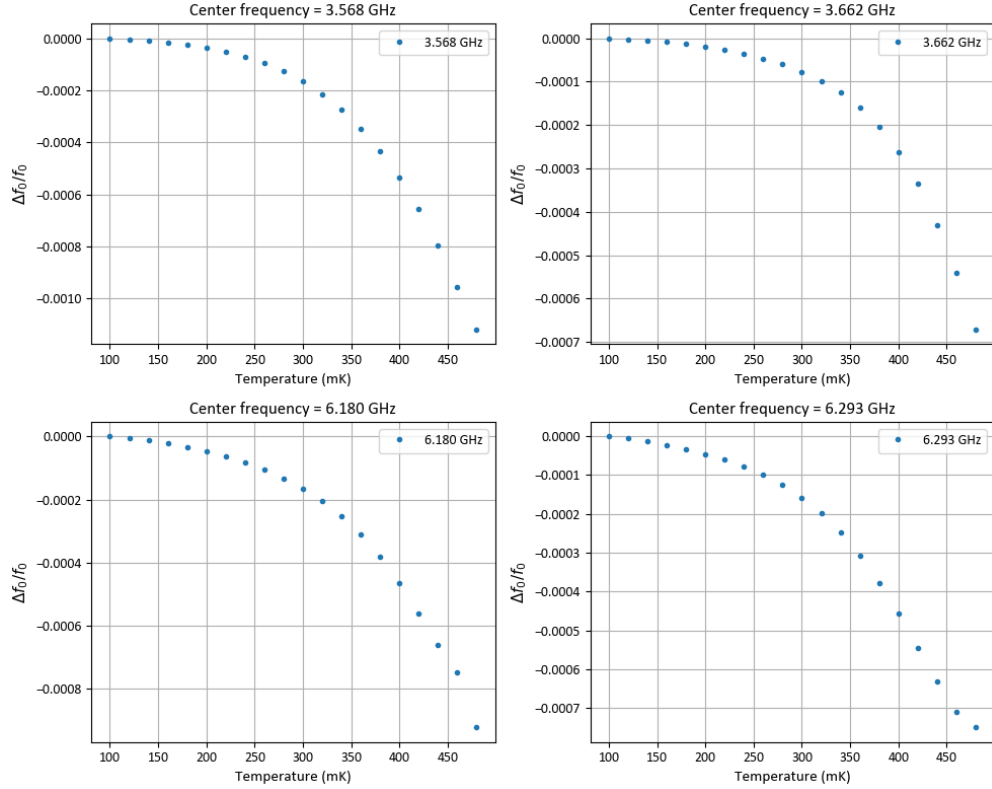 Center frequency = 3.568 GHz
0.0000
−0.0002
−0.0004
−0.0006
−0.0008
−0.0010
Δf₀/f₀
3.568 GHz
100 150 200 250 300 350 400 450
Temperature (mK)
Center frequency = 3.662 GHz
0.0000
−0.0001
−0.0002
−0.0003
−0.0004
−0.0005
−0.0006
−0.0007
Δf₀/f₀
3.662 GHz
100 150 200 250 300 350 400 450
Temperature (mK)
Center frequency = 6.180 GHz
0.0000
−0.0002
−0.0004
−0.0006
−0.0008
Δf₀/f₀
6.180 GHz
100 150 200 250 300 350 400 450
Temperature (mK)
Center frequency = 6.293 GHz
0.0000
−0.0001
−0.0002
−0.0003
−0.0004
−0.0005
−0.0006
−0.0007
Δf₀/f₀
6.293 GHz
100 150 200 250 300 350 400 450
Temperature (mK)